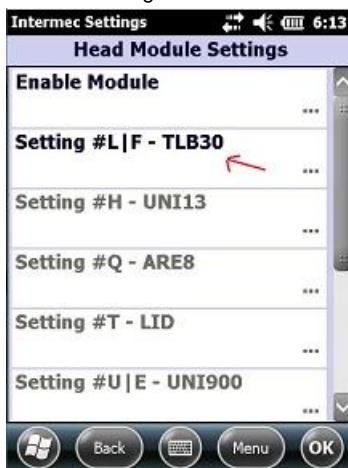 Intermec Settings 6:13
Head Module Settings
Enable Module
...
Setting #L|F - TLB30
...
Setting #H - UNI13
...
Setting #Q - ARE8
...
Setting #T - LID
...
Setting #U|E - UNI900
...
Back Menu OK